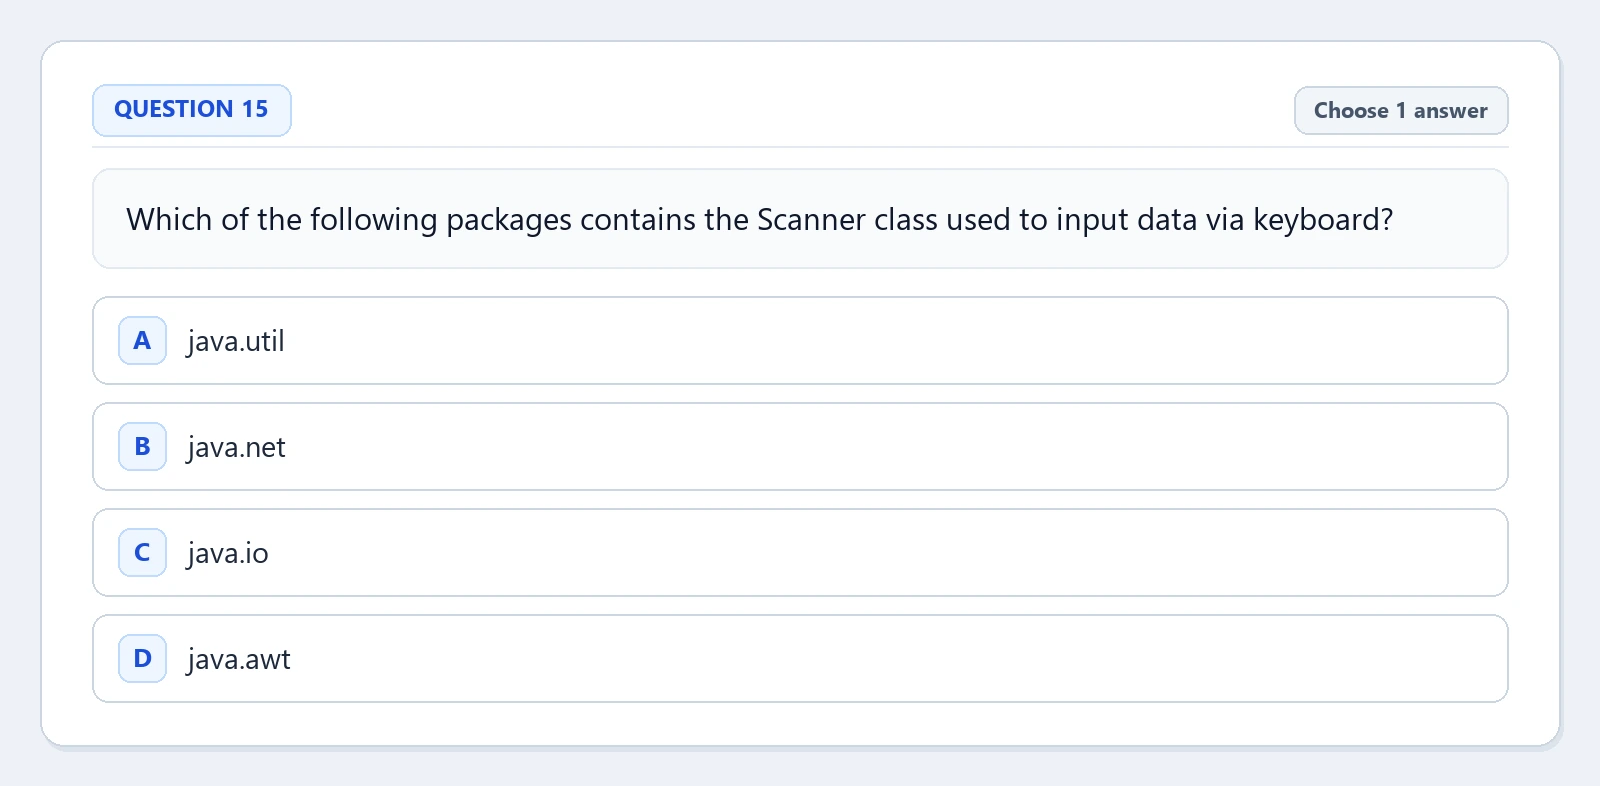 QUESTION 15
Choose 1 answer
Which of the following packages contains the Scanner class used to input data via keyboard?
A java.util
B java.net
C java.io
D java.awt